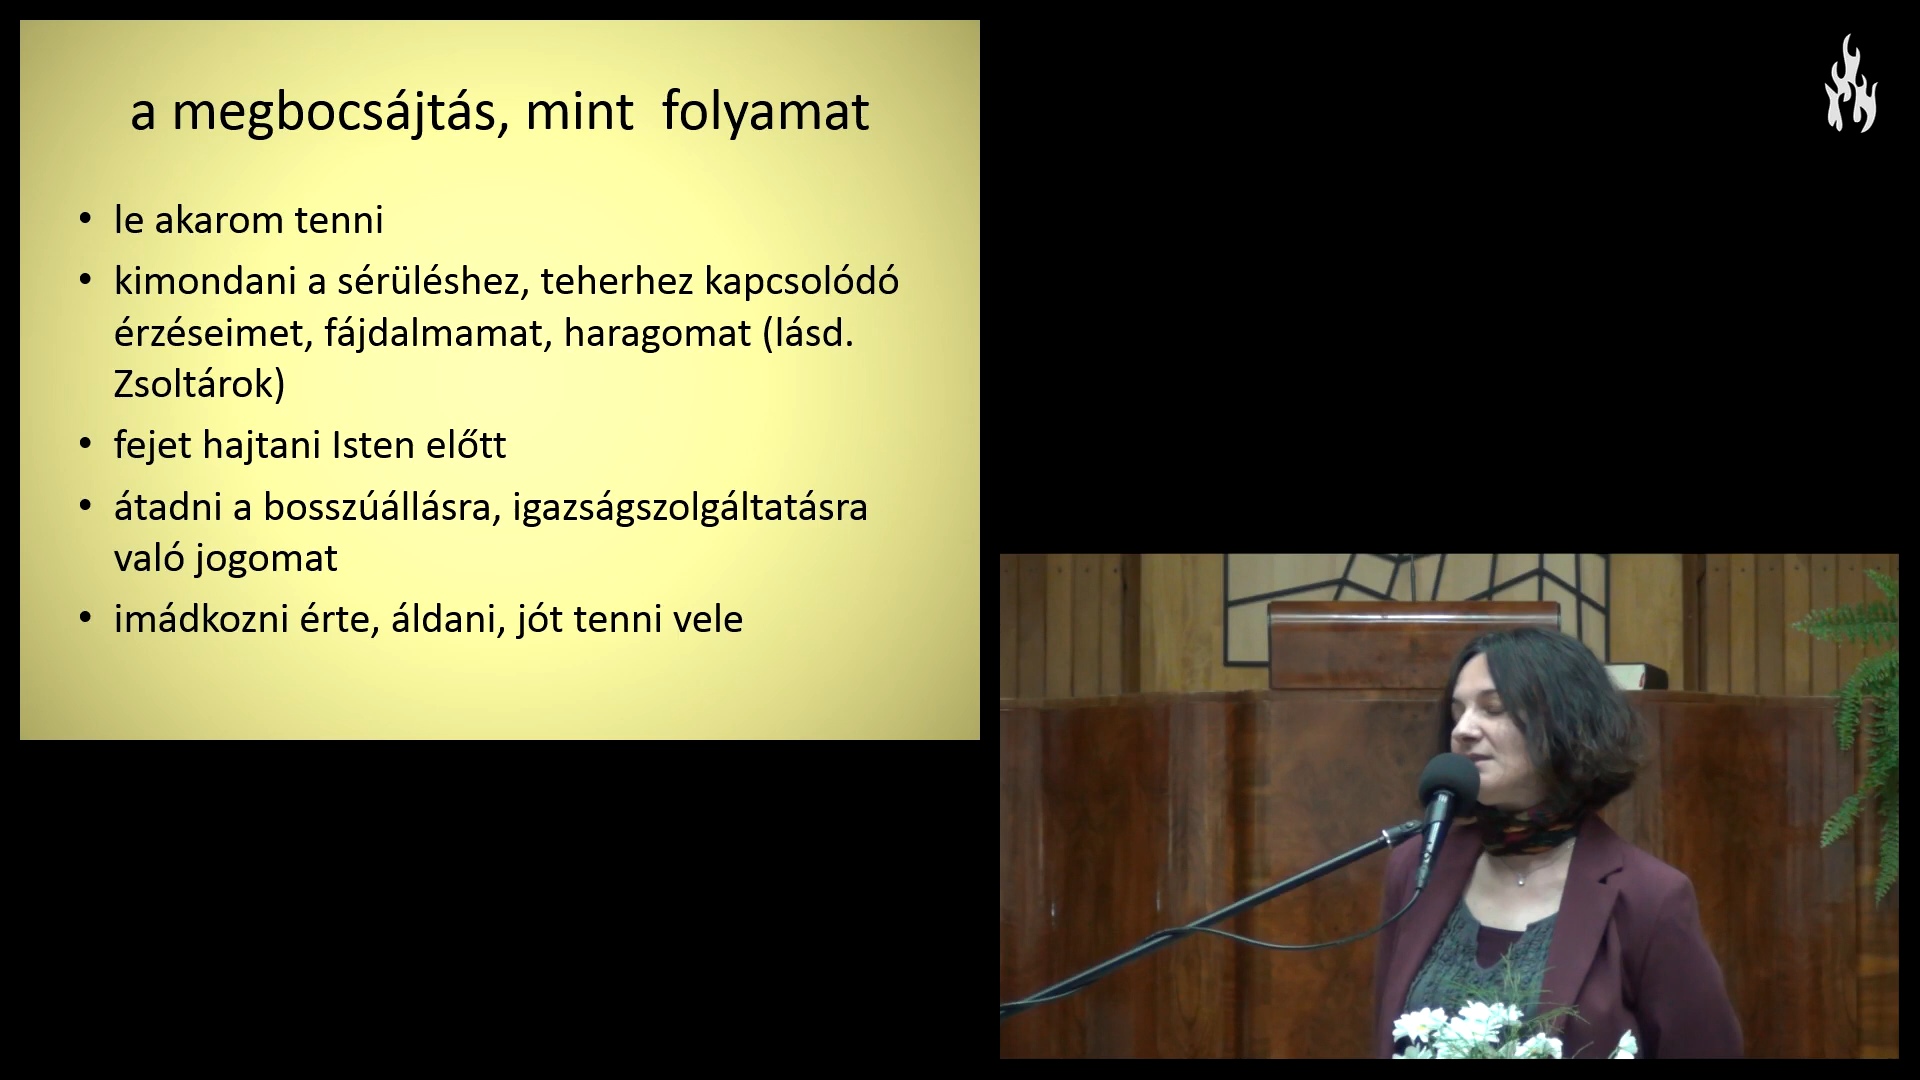 a megbocsájtás, mint  folyamat
• le akarom tenni
• kimondani a sérüléshez, teherhez kapcsolódó
érzéseimet, fájdalmamat, haragomat (lásd.
Zsoltárok)
• fejet hajtani Isten előtt
• átadni a bosszúállásra, igazságszolgáltatásra
való jogomat
• imádkozni érte, áldani, jót tenni vele